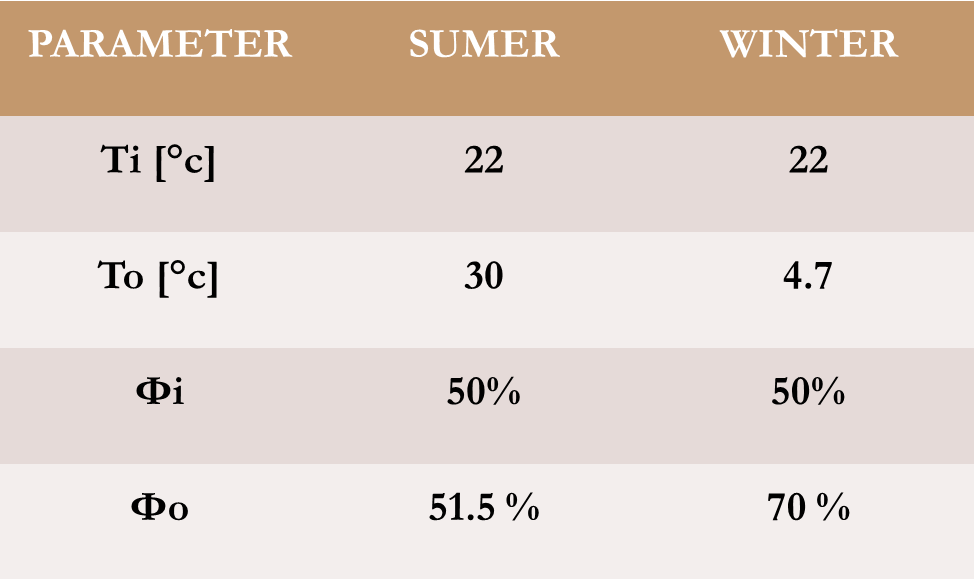 PARAMETER SUMER WINTER
Ti [°c] 22 22
To [°c] 30 4.7
Φi 50% 50%
Φo 51.5 % 70 %